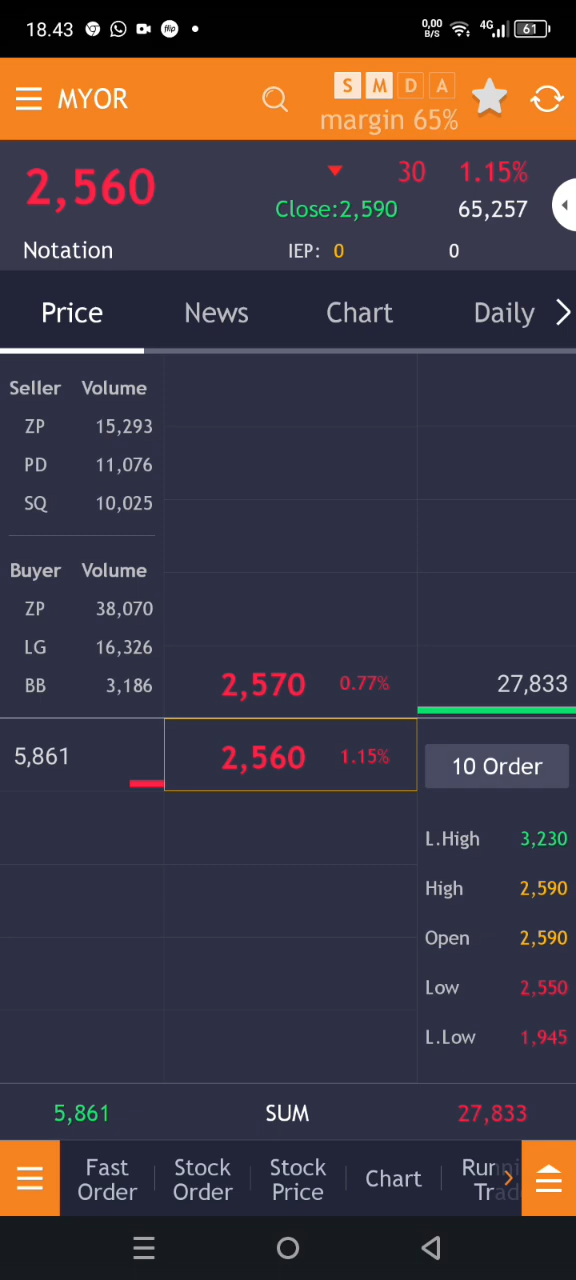 18.43 flip 0,00 B/S 4G 61
MYOR S M D A
margin 65%
2,560 30 1.15%
Close:2,590 65,257
Notation IEP: 0 0
Price News Chart Daily
Seller Volume
ZP 15,293
PD 11,076
SQ 10,025
Buyer Volume
ZP 38,070
LG 16,326
BB 3,186
2,570 0.77% 27,833
5,861 2,560 1.15% 10 Order
L.High 3,230
High 2,590
Open 2,590
Low 2,550
L.Low 1,945
5,861 SUM 27,833
Fast Order Stock Order Stock Price Chart Runni Trad